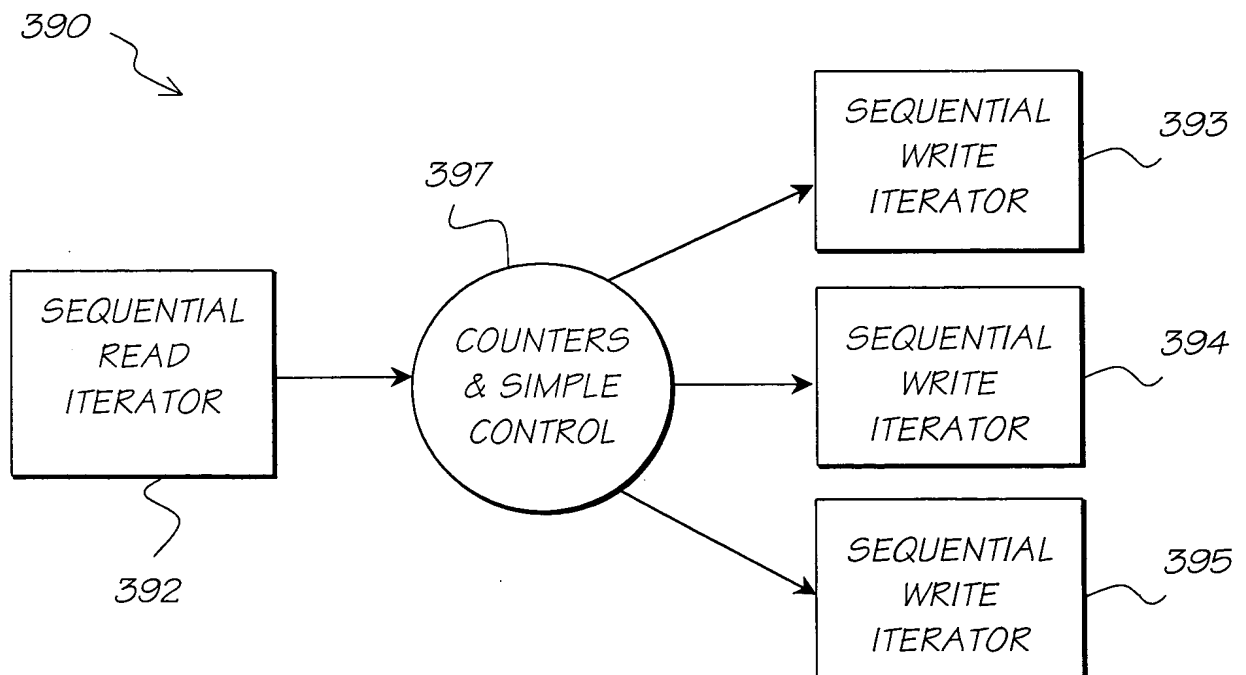 390
SEQUENTIAL
WRITE
ITERATOR
393
397
SEQUENTIAL
READ
ITERATOR
392
COUNTERS
& SIMPLE
CONTROL
SEQUENTIAL
WRITE
ITERATOR
394
SEQUENTIAL
WRITE
ITERATOR
395